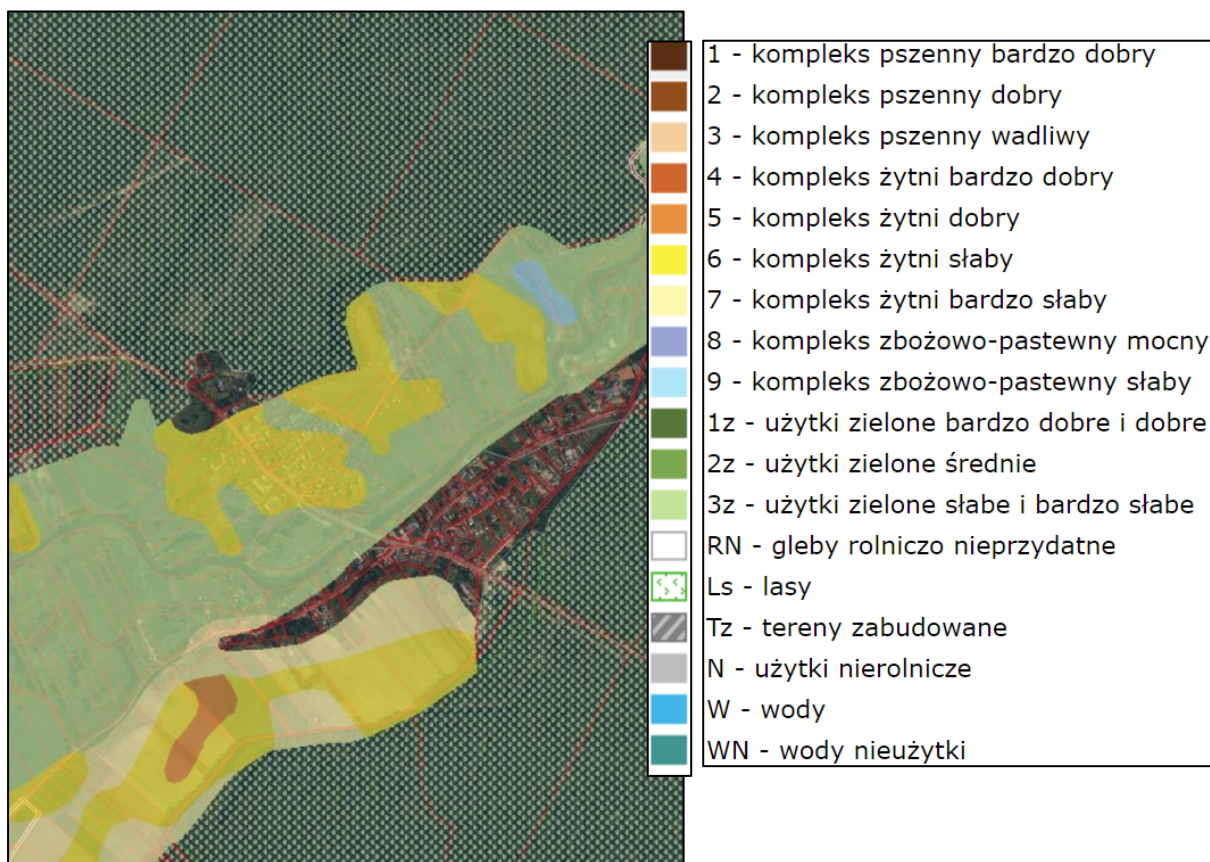 1 - kompleks pszenny bardzo dobry
2 - kompleks pszenny dobry
3 - kompleks pszenny wadliwy
4 - kompleks żytni bardzo dobry
5 - kompleks żytni dobry
6 - kompleks żytni słaby
7 - kompleks żytni bardzo słaby
8 - kompleks zbożowo-pastewny mocny
9 - kompleks zbożowo-pastewny słaby
1z - użytki zielone bardzo dobre i dobre
2z - użytki zielone średnie
3z - użytki zielone słabe i bardzo słabe
RN - gleby rolniczo nieprzydatne
Ls - lasy
Tz - tereny zabudowane
N - użytki nierolnicze
W - wody
WN - wody nieużytki